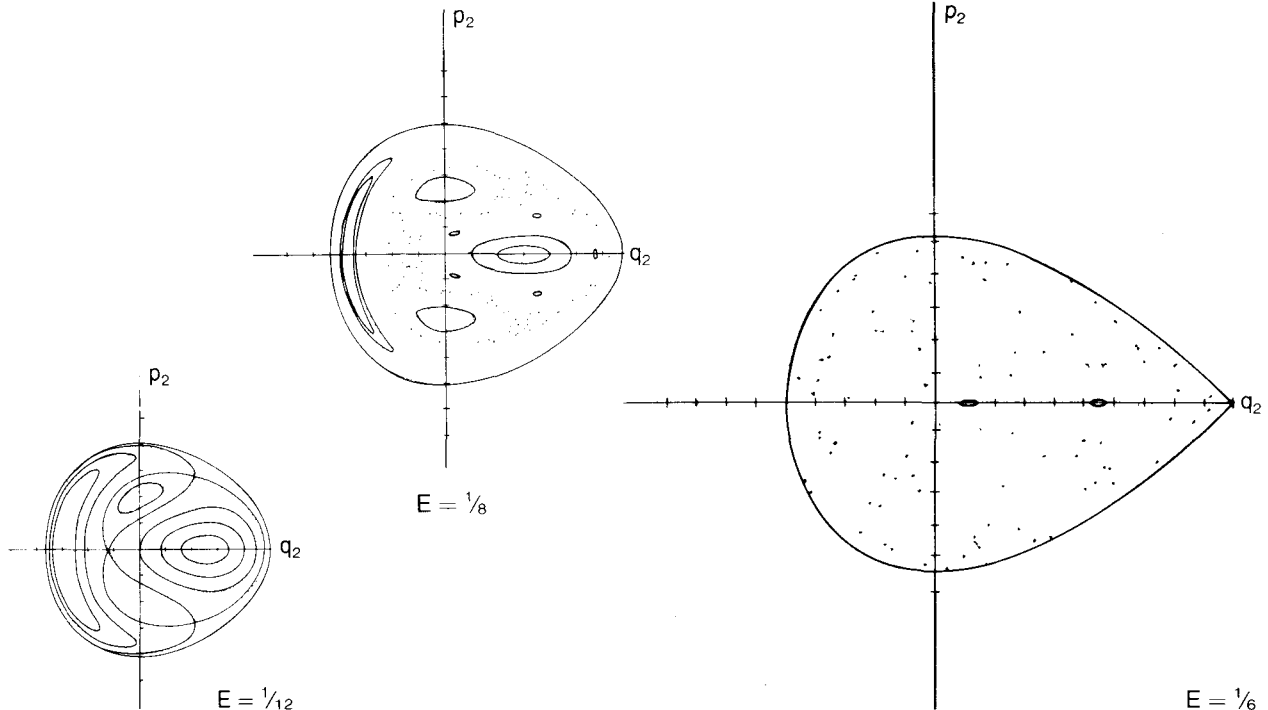 p₂
q₂
E = ¹⁄₁₂
p₂
q₂
E = ¹⁄₈
p₂
q₂
E = ¹⁄₆